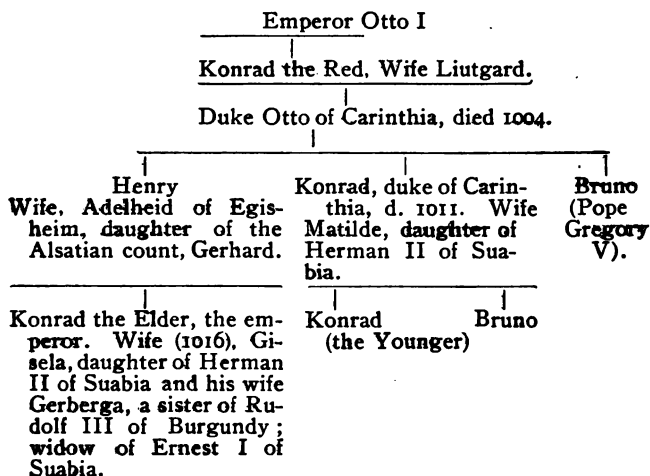 Emperor Otto I
Konrad the Red, Wife Liutgard.
Duke Otto of Carinthia, died 1004.
Henry
Wife, Adelheid of Egis-
heim, daughter of the
Alsatian count, Gerhard.
Konrad, duke of Carin-
thia, d. 1011. Wife
Matilde, daughter of
Herman II of Sua-
bia.
Bruno
(Pope
Gregory
V).
Konrad the Elder, the em-
peror. Wife (1016), Gi-
sela, daughter of Herman
II of Suabia and his wife
Gerberga, a sister of Ru-
dolf III of Burgundy;
widow of Ernest I of
Suabia.
Konrad
(the Younger)
Bruno